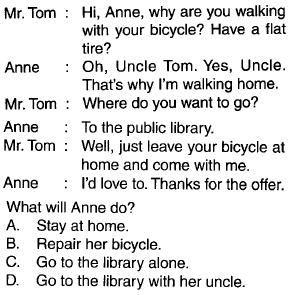 Mr. Tom : Hi, Anne, why are you walking
with your bicycle? Have a flat
tire?
Anne : Oh, Uncle Tom. Yes, Uncle.
That's why I'm walking home.
Mr. Tom : Where do you want to go?
Anne : To the public library.
Mr. Tom : Well, just leave your bicycle at
home and come with me.
Anne : I'd love to. Thanks for the offer.
What will Anne do?
A. Stay at home.
B. Repair her bicycle.
C. Go to the library alone.
D. Go to the library with her uncle.